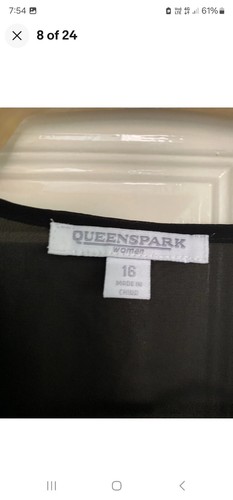 7:54
61%
8 of 24
QUEENSPARK
women
16
MADE IN
CHINA